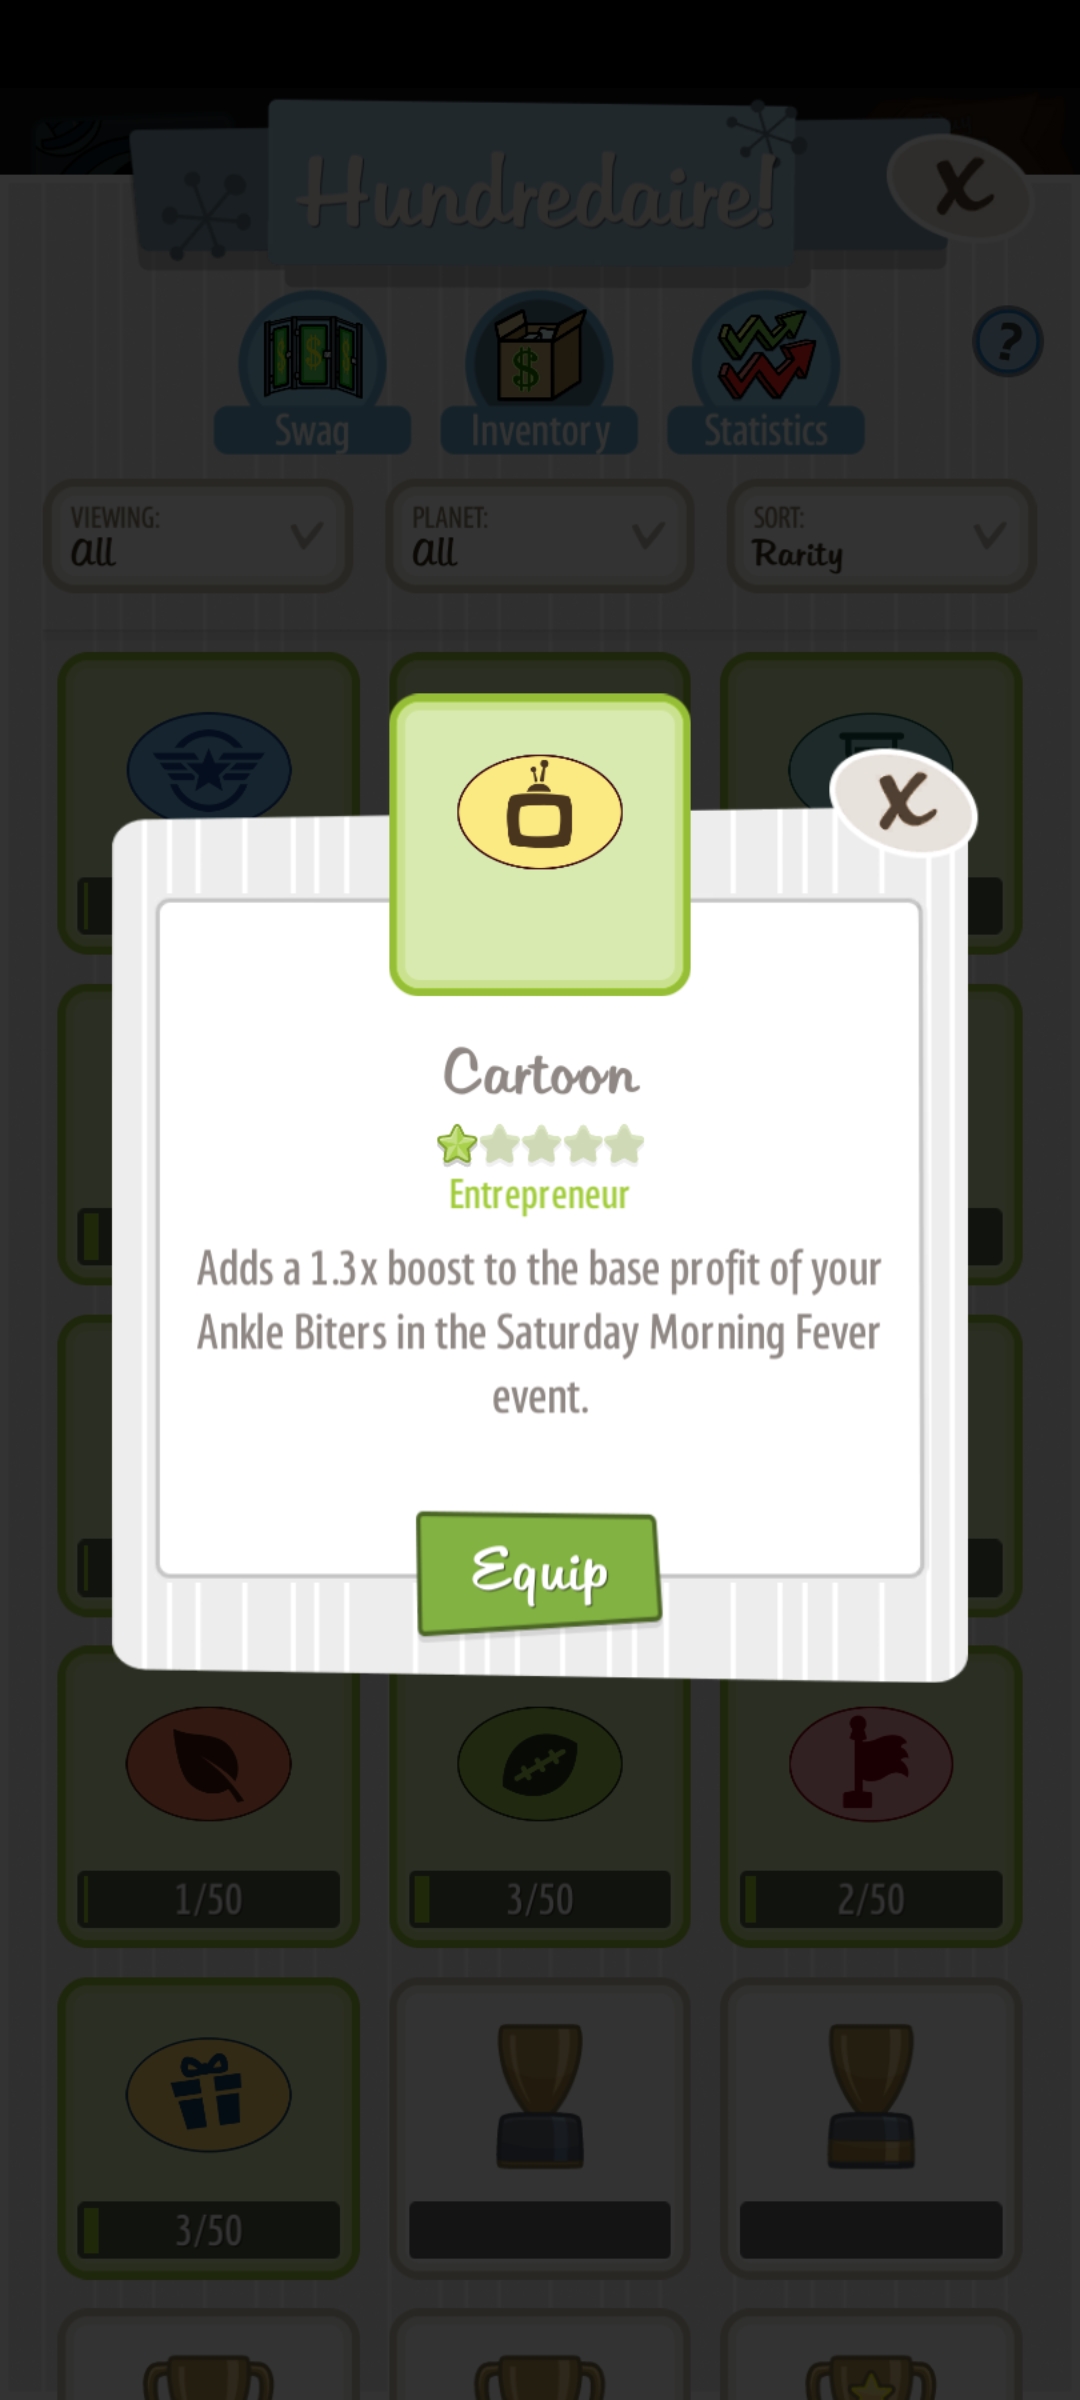 Hundredaire!
?
Swag
Inventory
Statistics
VIEWING:
All
PLANET:
All
SORT:
Rarity
X
X
Cartoon
Entrepreneur
Adds a 1.3x boost to the base profit of your
Ankle Biters in the Saturday Morning Fever
event.
Equip
1/50
3/50
2/50
3/50